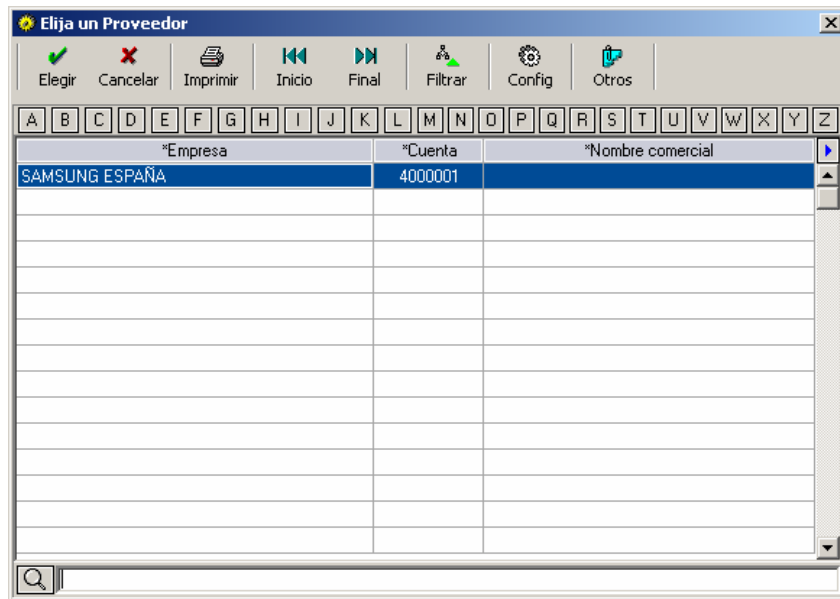 Elija un Proveedor
Elegir Cancelar Imprimir Inicio Final Filtrar Config Otros
A B C D E F G H I J K L M N O P Q R S T U V W X Y Z
*Empresa *Cuenta *Nombre comercial
SAMSUNG ESPAÑA 4000001